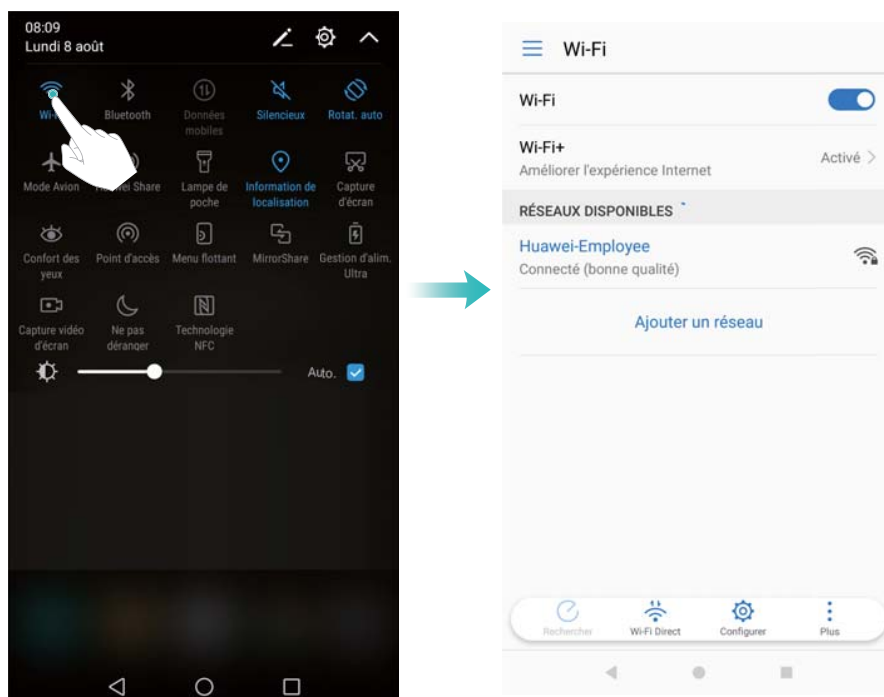 08:09
Lundi 8 août
Bluetooth
Données
mobiles
Silencieux
Rotat. auto
Mode Avion
Share
Lampe de
poche
Information de
localisation
Capture
d'écran
Confort des
yeux
Point d'accès
Menu flottant
MirrorShare
Gestion d'alim.
Ultra
Capture vidéo
d'écran
Ne pas
déranger
Technologie
NFC
Auto.
Wi-Fi
Wi-Fi
Wi-Fi+
Améliorer l'expérience Internet
Activé
RÉSEAUX DISPONIBLES
Huawei-Employee
Connecté (bonne qualité)
Ajouter un réseau
Rechercher
Wi-Fi Direct
Configurer
Plus